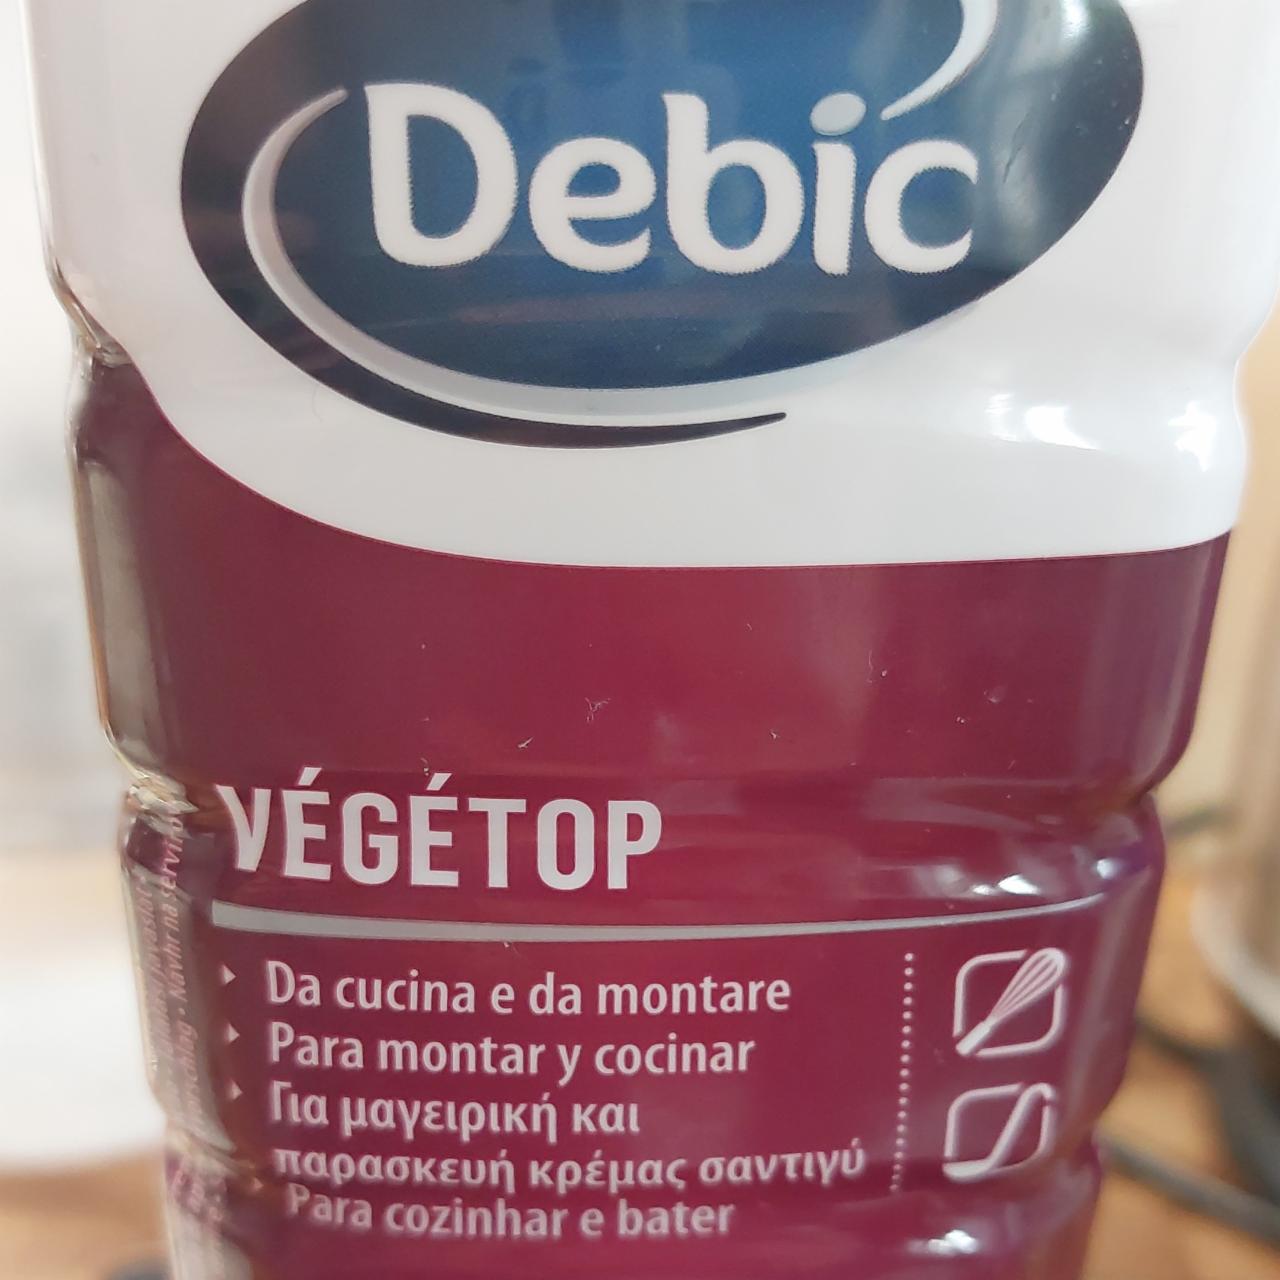 Debic
VÉGÉTOP
Da cucina e da montare
Para montar y cocinar
Για μαγειρική και
παρασκευή κρέμας σαντιγύ
Para cozinhar e bater